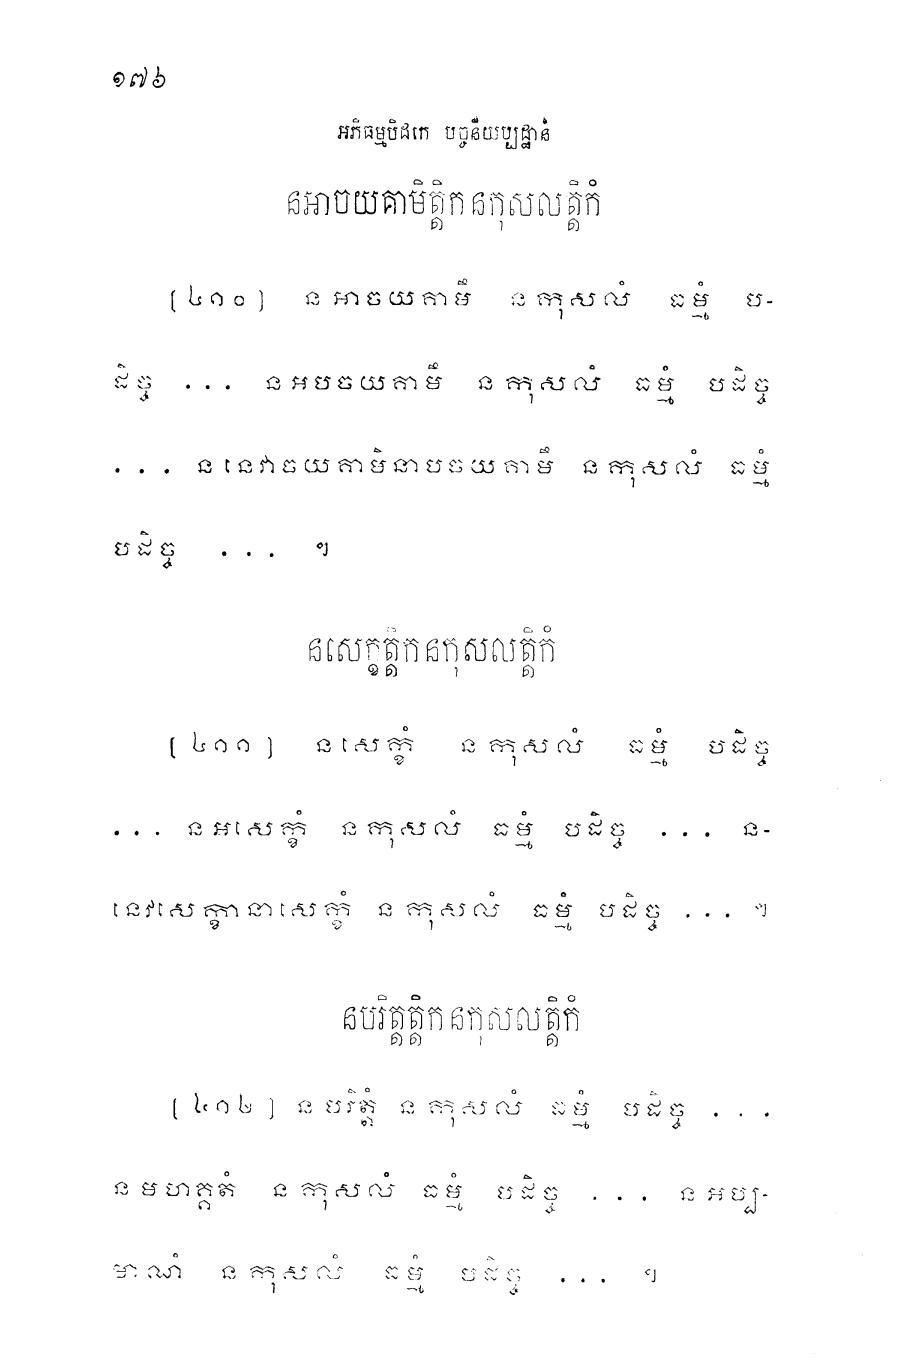 ១៧៦
អភិធម្មបិដកេ បច្ចនីយប្បដ្ឋានំ
នអាចយគាមិត្តិកនកុសលត្តិកំ
[៤១០] នអាចយគាមឹ នកុសលំ ធម្មំ ប-
ដិច្ច ... នអបចយគាមឹ នកុសលំ ធម្មំ បដិច្ច
... ននេវាចយគាមិនាបចយគាមឹ នកុសលំ ធម្មំ
បដិច្ច ... ។
នសេក្ខត្តិកនកុសលត្តិកំ
[៤១១] នសេក្ខំ នកុសលំ ធម្មំ បដិច្ច
... នអសេក្ខំ នកុសលំ ធម្មំ បដិច្ច ... ន-
នេវសេក្ខានាសេក្ខំ នកុសលំ ធម្មំ បដិច្ច ... ។
នបរិត្តត្តិកនកុសលត្តិកំ
[៤១២] នបរិត្តំ នកុសលំ ធម្មំ បដិច្ច ...
នមហគ្គតំ នកុសលំ ធម្មំ បដិច្ច ... នអប្ប-
មាណំ នកុសលំ ធម្មំ បដិច្ច ... ។